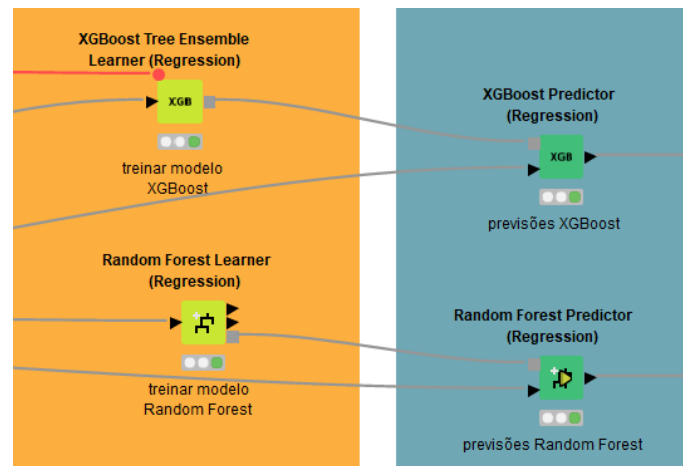 XGBoost Tree Ensemble
Learner (Regression)
XGB
treinar modelo
XGBoost
Random Forest Learner
(Regression)
treinar modelo
Random Forest
XGBoost Predictor
(Regression)
XGB
previsões XGBoost
Random Forest Predictor
(Regression)
previsões Random Forest